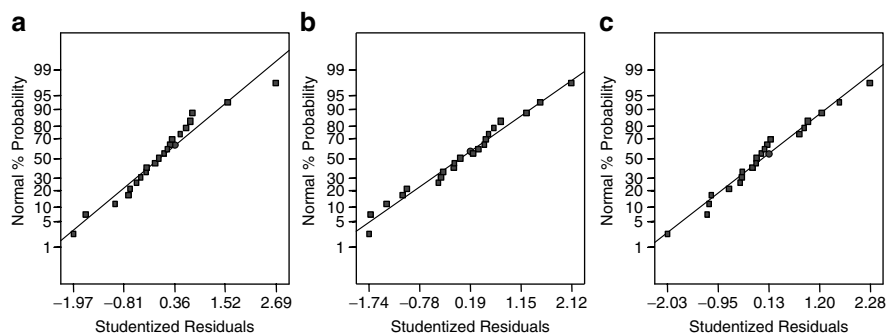 a
Normal % Probability
99
95
90
80
70
50
30
20
10
5
1
−1.97 −0.81 0.36 1.52 2.69
Studentized Residuals
b
Normal % Probability
99
95
90
80
70
50
30
20
10
5
1
−1.74 −0.78 0.19 1.15 2.12
Studentized Residuals
c
Normal % Probability
99
95
90
80
70
50
30
20
10
5
1
−2.03 −0.95 0.13 1.20 2.28
Studentized Residuals